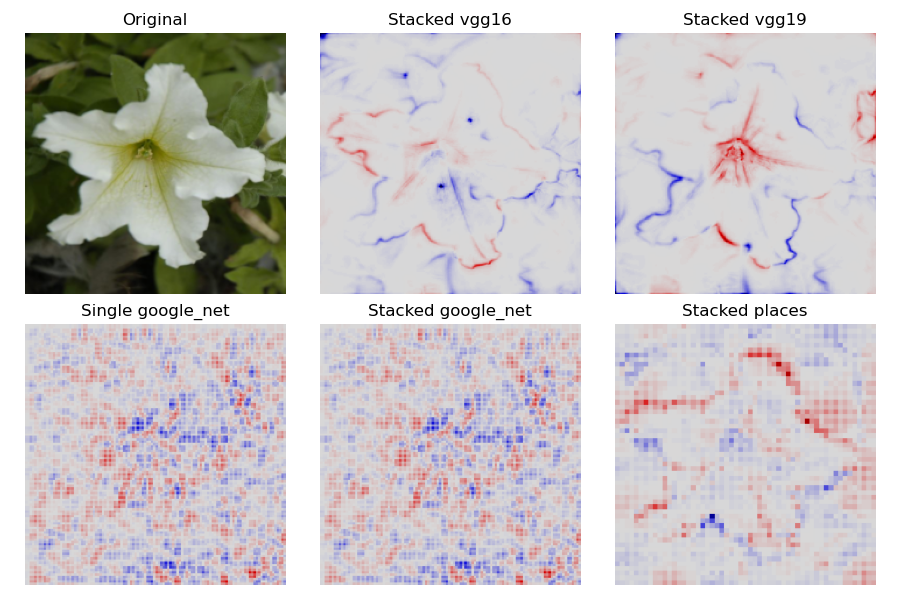 Original
Stacked vgg16
Stacked vgg19
Single google_net
Stacked google_net
Stacked places